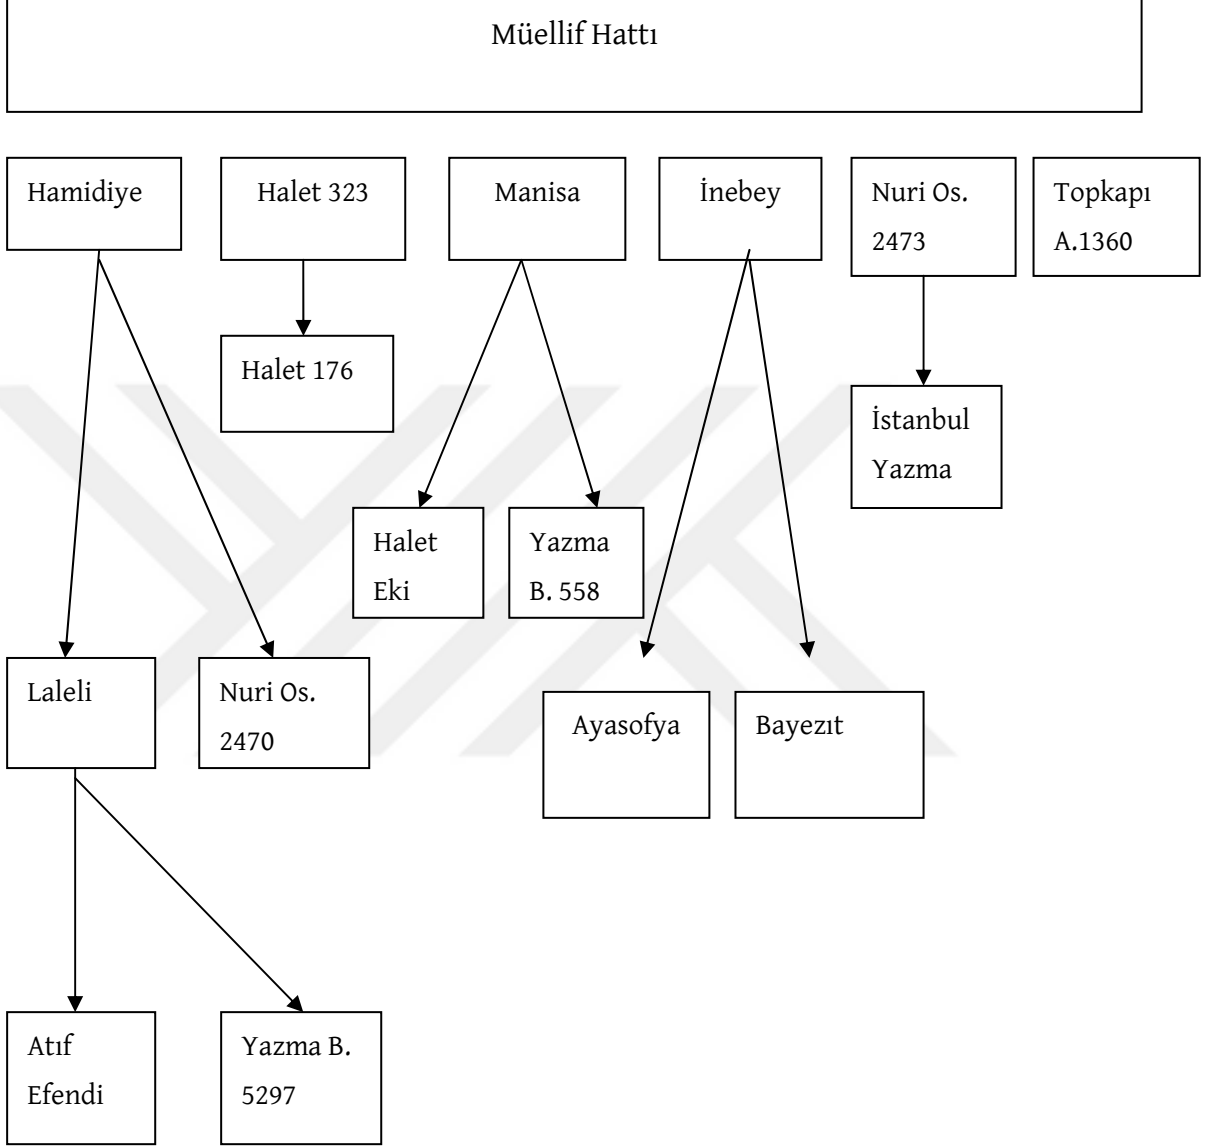 Müellif Hattı
Hamidiye
Halet 323
Manisa
İnebey
Nuri Os.
2473
Topkapı
A.1360
Halet 176
İstanbul
Yazma
Halet
Eki
Yazma
B. 558
Laleli
Nuri Os.
2470
Ayasofya
Bayezıt
Atıf
Efendi
Yazma B.
5297